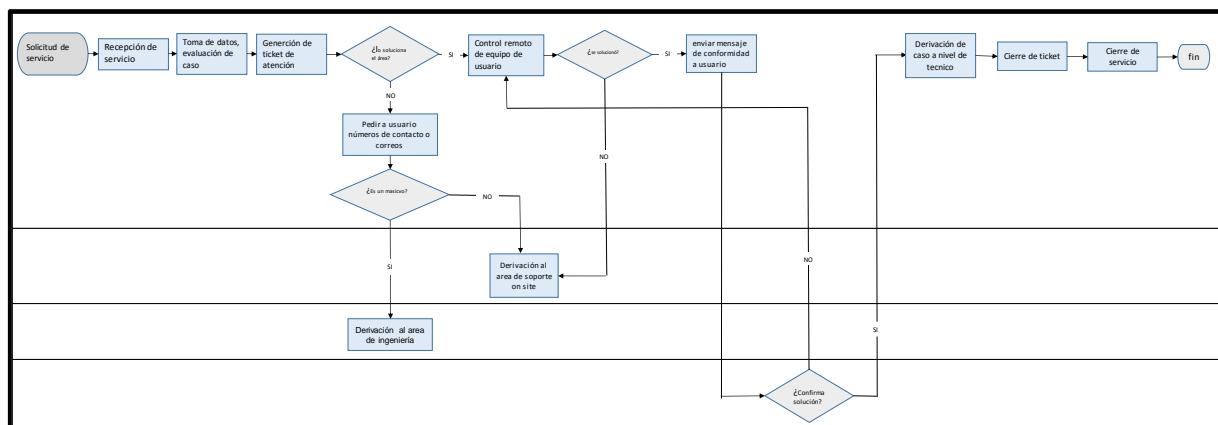 Solicitud de
servicio
Recepción de
servicio
Toma de datos,
evaluación de
caso
Generción de
ticket de
atención
¿lo soluciona
el área?
SI
Control remoto
de equipo de
usuario
¿se solucionó?
SI
enviar mensaje
de conformidad
a usuario
Derivación de
caso a nivel de
tecnico
Cierre de ticket
Cierre de
servicio
fin
NO
Pedir a usuario
números de contacto o
correos
NO
¿Es un masicvo?
NO
Derivación al
area de soporte
on site
NO
SI
Derivación al area
de ingeniería
SI
¿Confirma
solución?